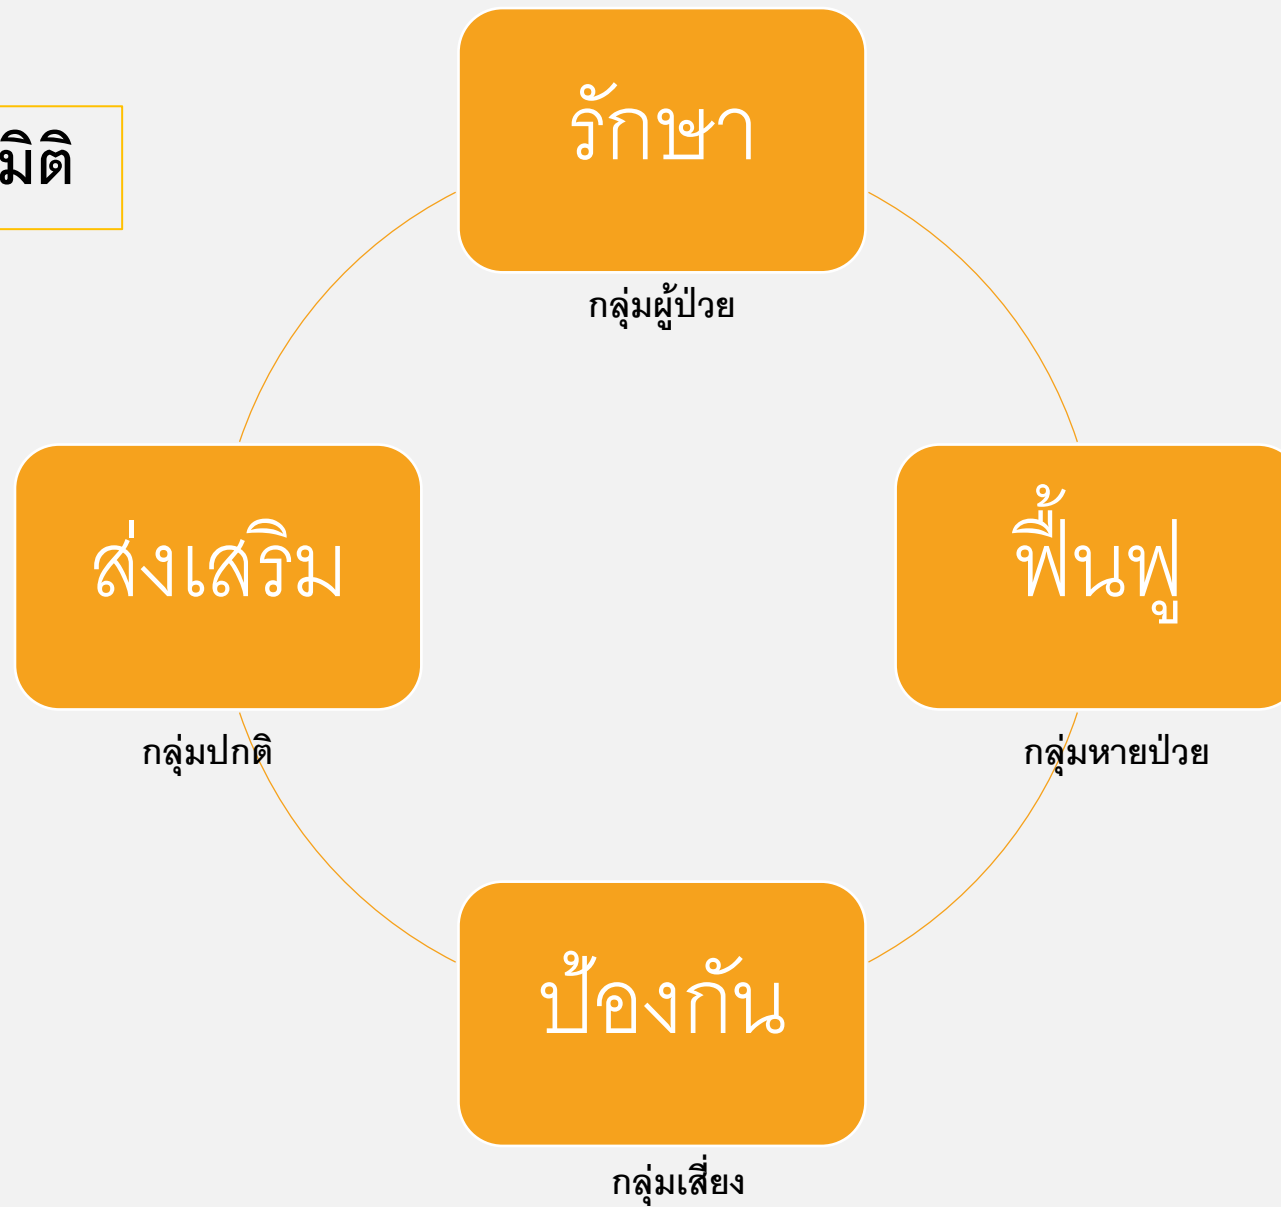 มิติ
รักษา
กลุ่มผู้ป่วย
ส่งเสริม
กลุ่มปกติ
ฟื้นฟู
กลุ่มหายป่วย
ป้องกัน
กลุ่มเสี่ยง